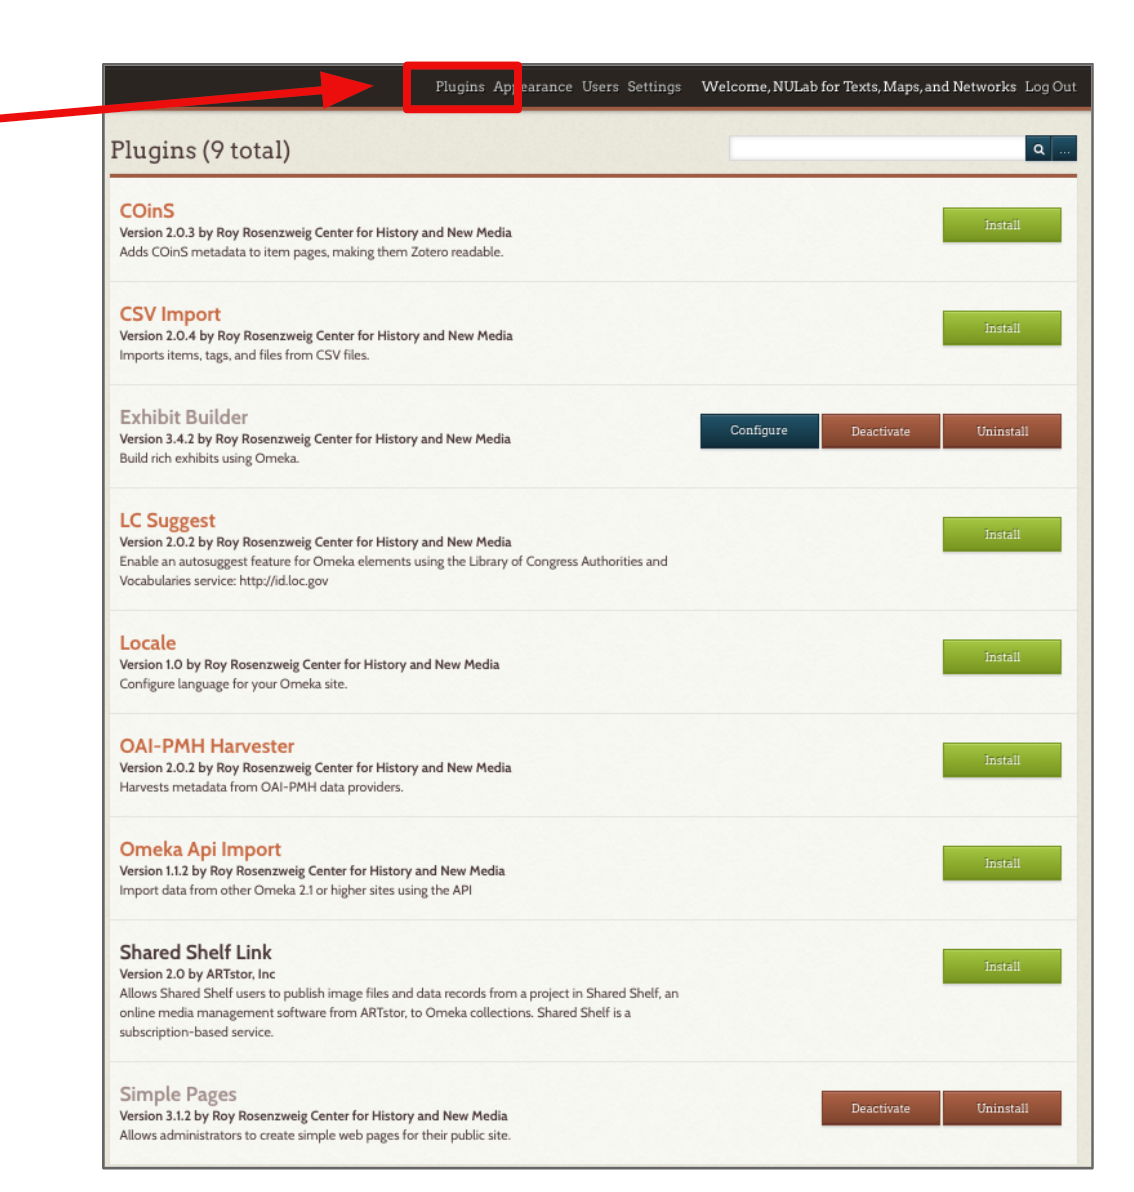 Plugins Appearance Users Settings Welcome, NULab for Texts, Maps, and Networks Log Out
Plugins (9 total)
...
COinS
Version 2.0.3 by Roy Rosenzweig Center for History and New Media
Adds COinS metadata to item pages, making them Zotero readable.
Install
CSV Import
Version 2.0.4 by Roy Rosenzweig Center for History and New Media
Imports items, tags, and files from CSV files.
Install
Exhibit Builder
Version 3.4.2 by Roy Rosenzweig Center for History and New Media
Build rich exhibits using Omeka.
Configure Deactivate Uninstall
LC Suggest
Version 2.0.2 by Roy Rosenzweig Center for History and New Media
Enable an autosuggest feature for Omeka elements using the Library of Congress Authorities and
Vocabularies service: http://id.loc.gov
Install
Locale
Version 1.0 by Roy Rosenzweig Center for History and New Media
Configure language for your Omeka site.
Install
OAI-PMH Harvester
Version 2.0.2 by Roy Rosenzweig Center for History and New Media
Harvests metadata from OAI-PMH data providers.
Install
Omeka Api Import
Version 1.1.2 by Roy Rosenzweig Center for History and New Media
Import data from other Omeka 2.1 or higher sites using the API
Install
Shared Shelf Link
Version 2.0 by ARTstor, Inc
Allows Shared Shelf users to publish image files and data records from a project in Shared Shelf, an
online media management software from ARTstor, to Omeka collections. Shared Shelf is a
subscription-based service.
Install
Simple Pages
Version 3.1.2 by Roy Rosenzweig Center for History and New Media
Allows administrators to create simple web pages for their public site.
Deactivate Uninstall